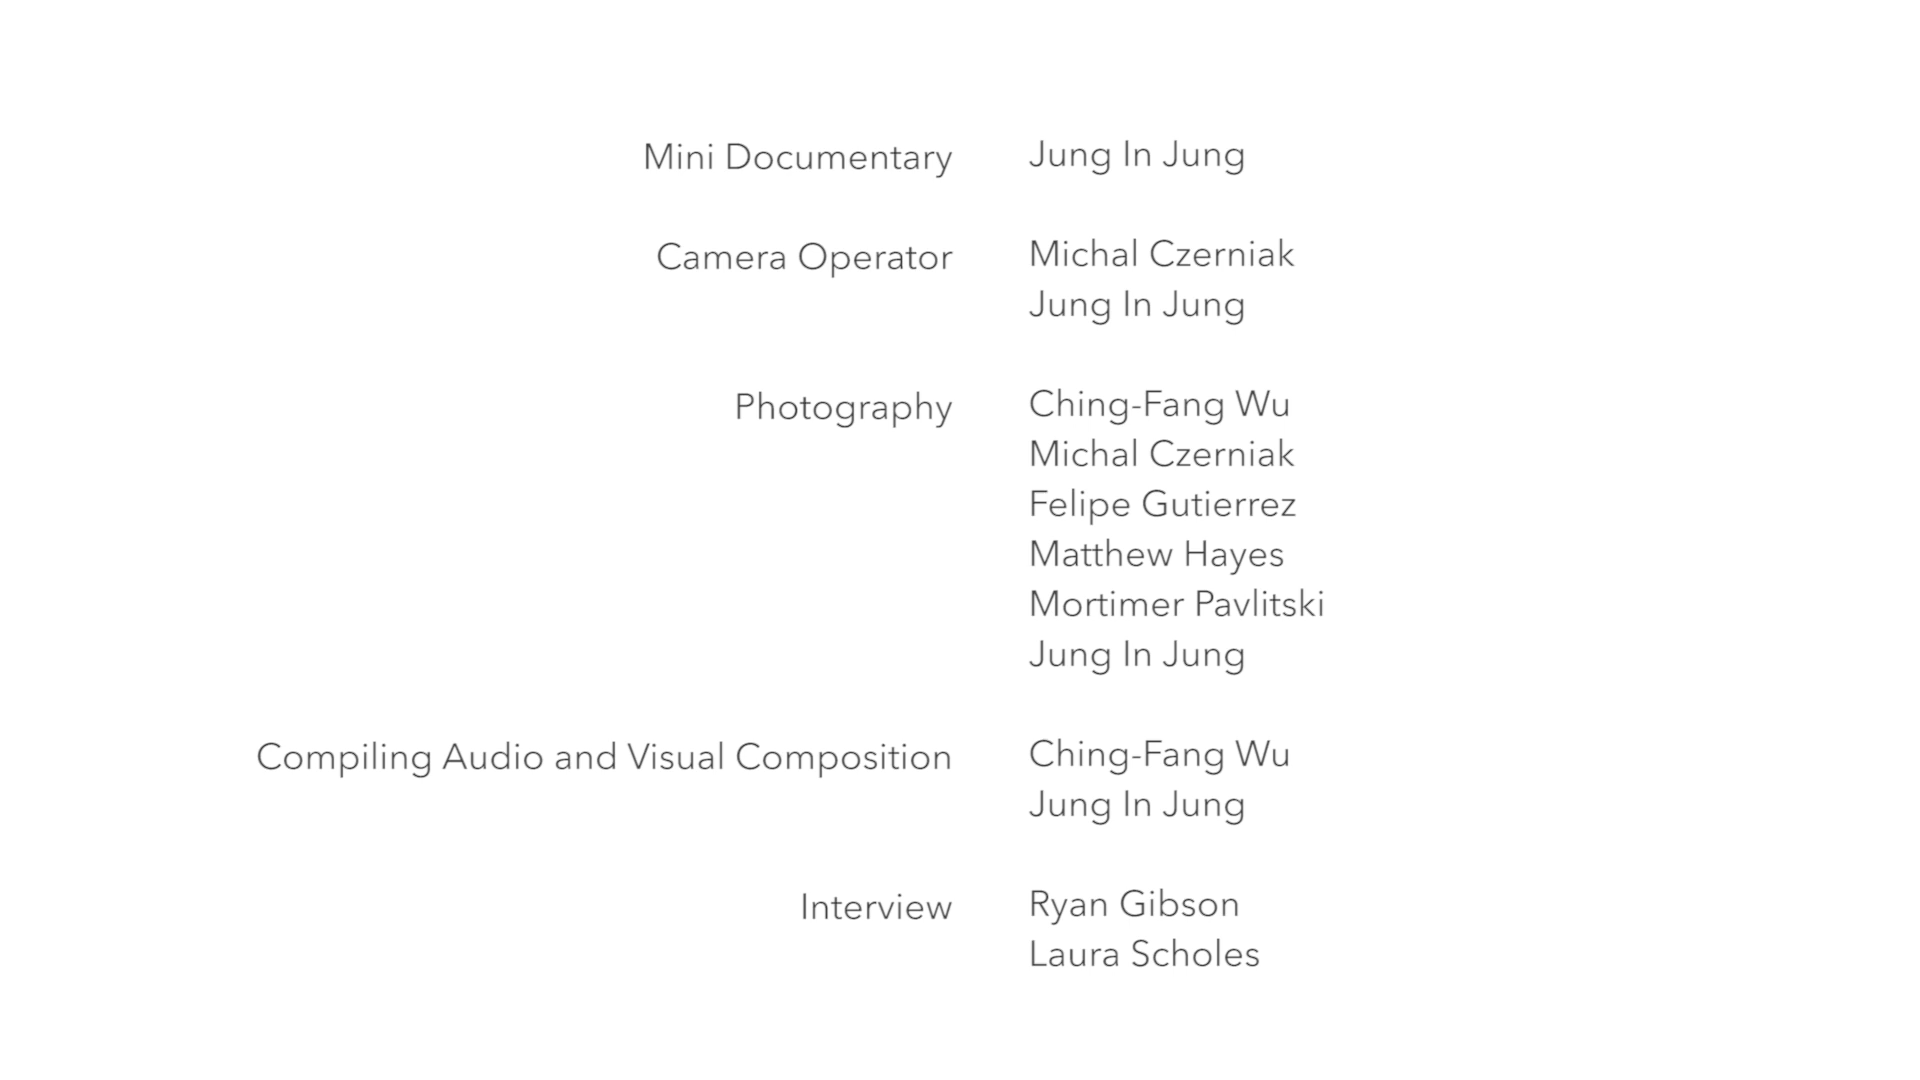 Mini Documentary Jung In Jung
Camera Operator Michal Czerniak
Jung In Jung
Photography Ching-Fang Wu
Michal Czerniak
Felipe Gutierrez
Matthew Hayes
Mortimer Pavlitski
Jung In Jung
Compiling Audio and Visual Composition Ching-Fang Wu
Jung In Jung
Interview Ryan Gibson
Laura Scholes